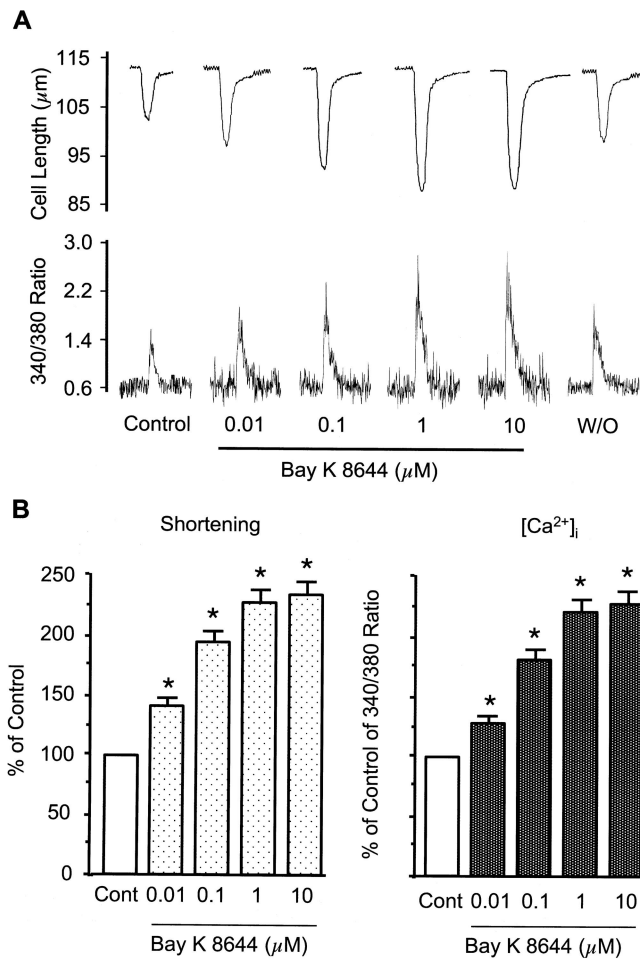 A
Cell Length (µm)
115
105
95
85
340/380 Ratio
3.0
2.2
1.4
0.6
Control 0.01 0.1 1 10 W/O
Bay K 8644 (µM)
B
Shortening
[Ca²⁺]i
% of Control
250
200
150
100
50
0
Cont 0.01 0.1 1 10
Bay K 8644 (µM)
* * * *
% of Control of 340/380 Ratio
Cont 0.01 0.1 1 10
Bay K 8644 (µM)
* * * *